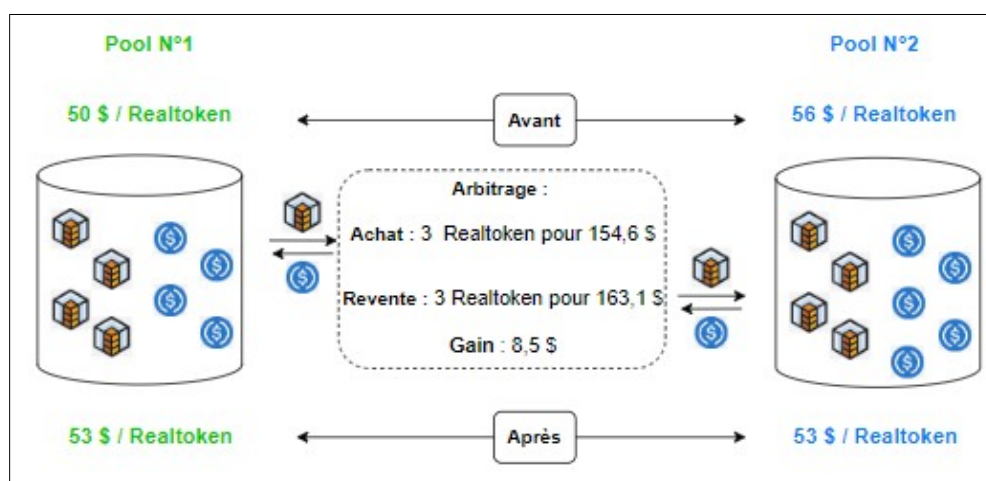 Pool N°1
Pool N°2
50 $ / Realtoken
Avant
56 $ / Realtoken
Arbitrage :
Achat : 3 Realtoken pour 154,6 $
Revente : 3 Realtoken pour 163,1 $
Gain : 8,5 $
53 $ / Realtoken
Après
53 $ / Realtoken